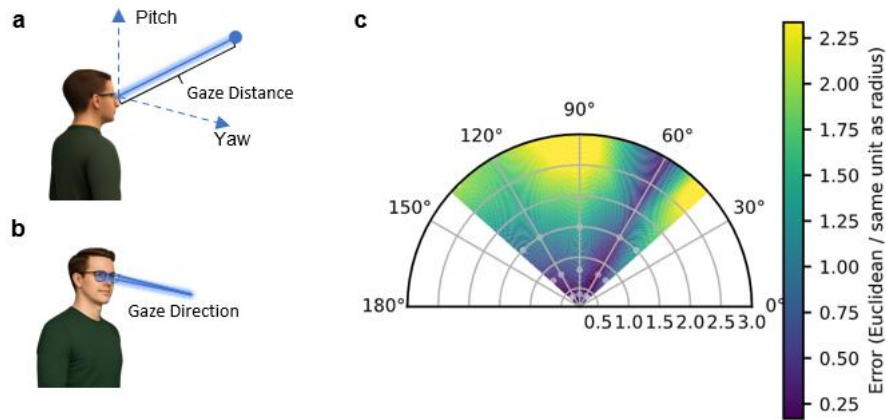 a
Pitch
Gaze Distance
Yaw
b
Gaze Direction
c
90°
120°
60°
150°
30°
180°
0°
0.5 1.0 1.5 2.0 2.5 3.0
2.25
2.00
1.75
1.50
1.25
1.00
0.75
0.50
0.25
Error (Euclidean / same unit as radius)